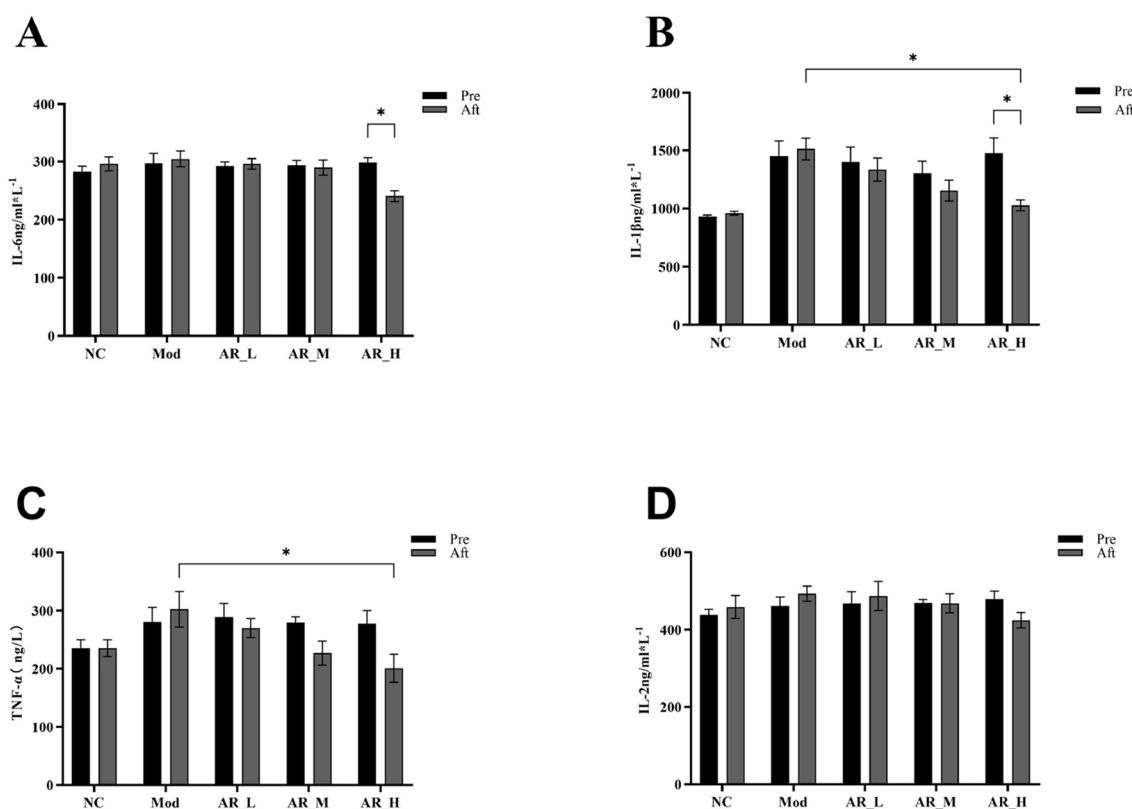 A
Pre
Aft
*
400
300
200
100
0
IL-6ng/ml*L-1
NC Mod AR_L AR_M AR_H
B
Pre
Aft
*
*
2000
1500
1000
500
0
IL-1βng/ml*L-1
NC Mod AR_L AR_M AR_H
C
Pre
Aft
*
400
300
200
100
0
TNF-α( ng/L)
NC Mod AR_L AR_M AR_H
D
Pre
Aft
600
400
200
0
IL-2ng/ml*L-1
NC Mod AR_L AR_M AR_H